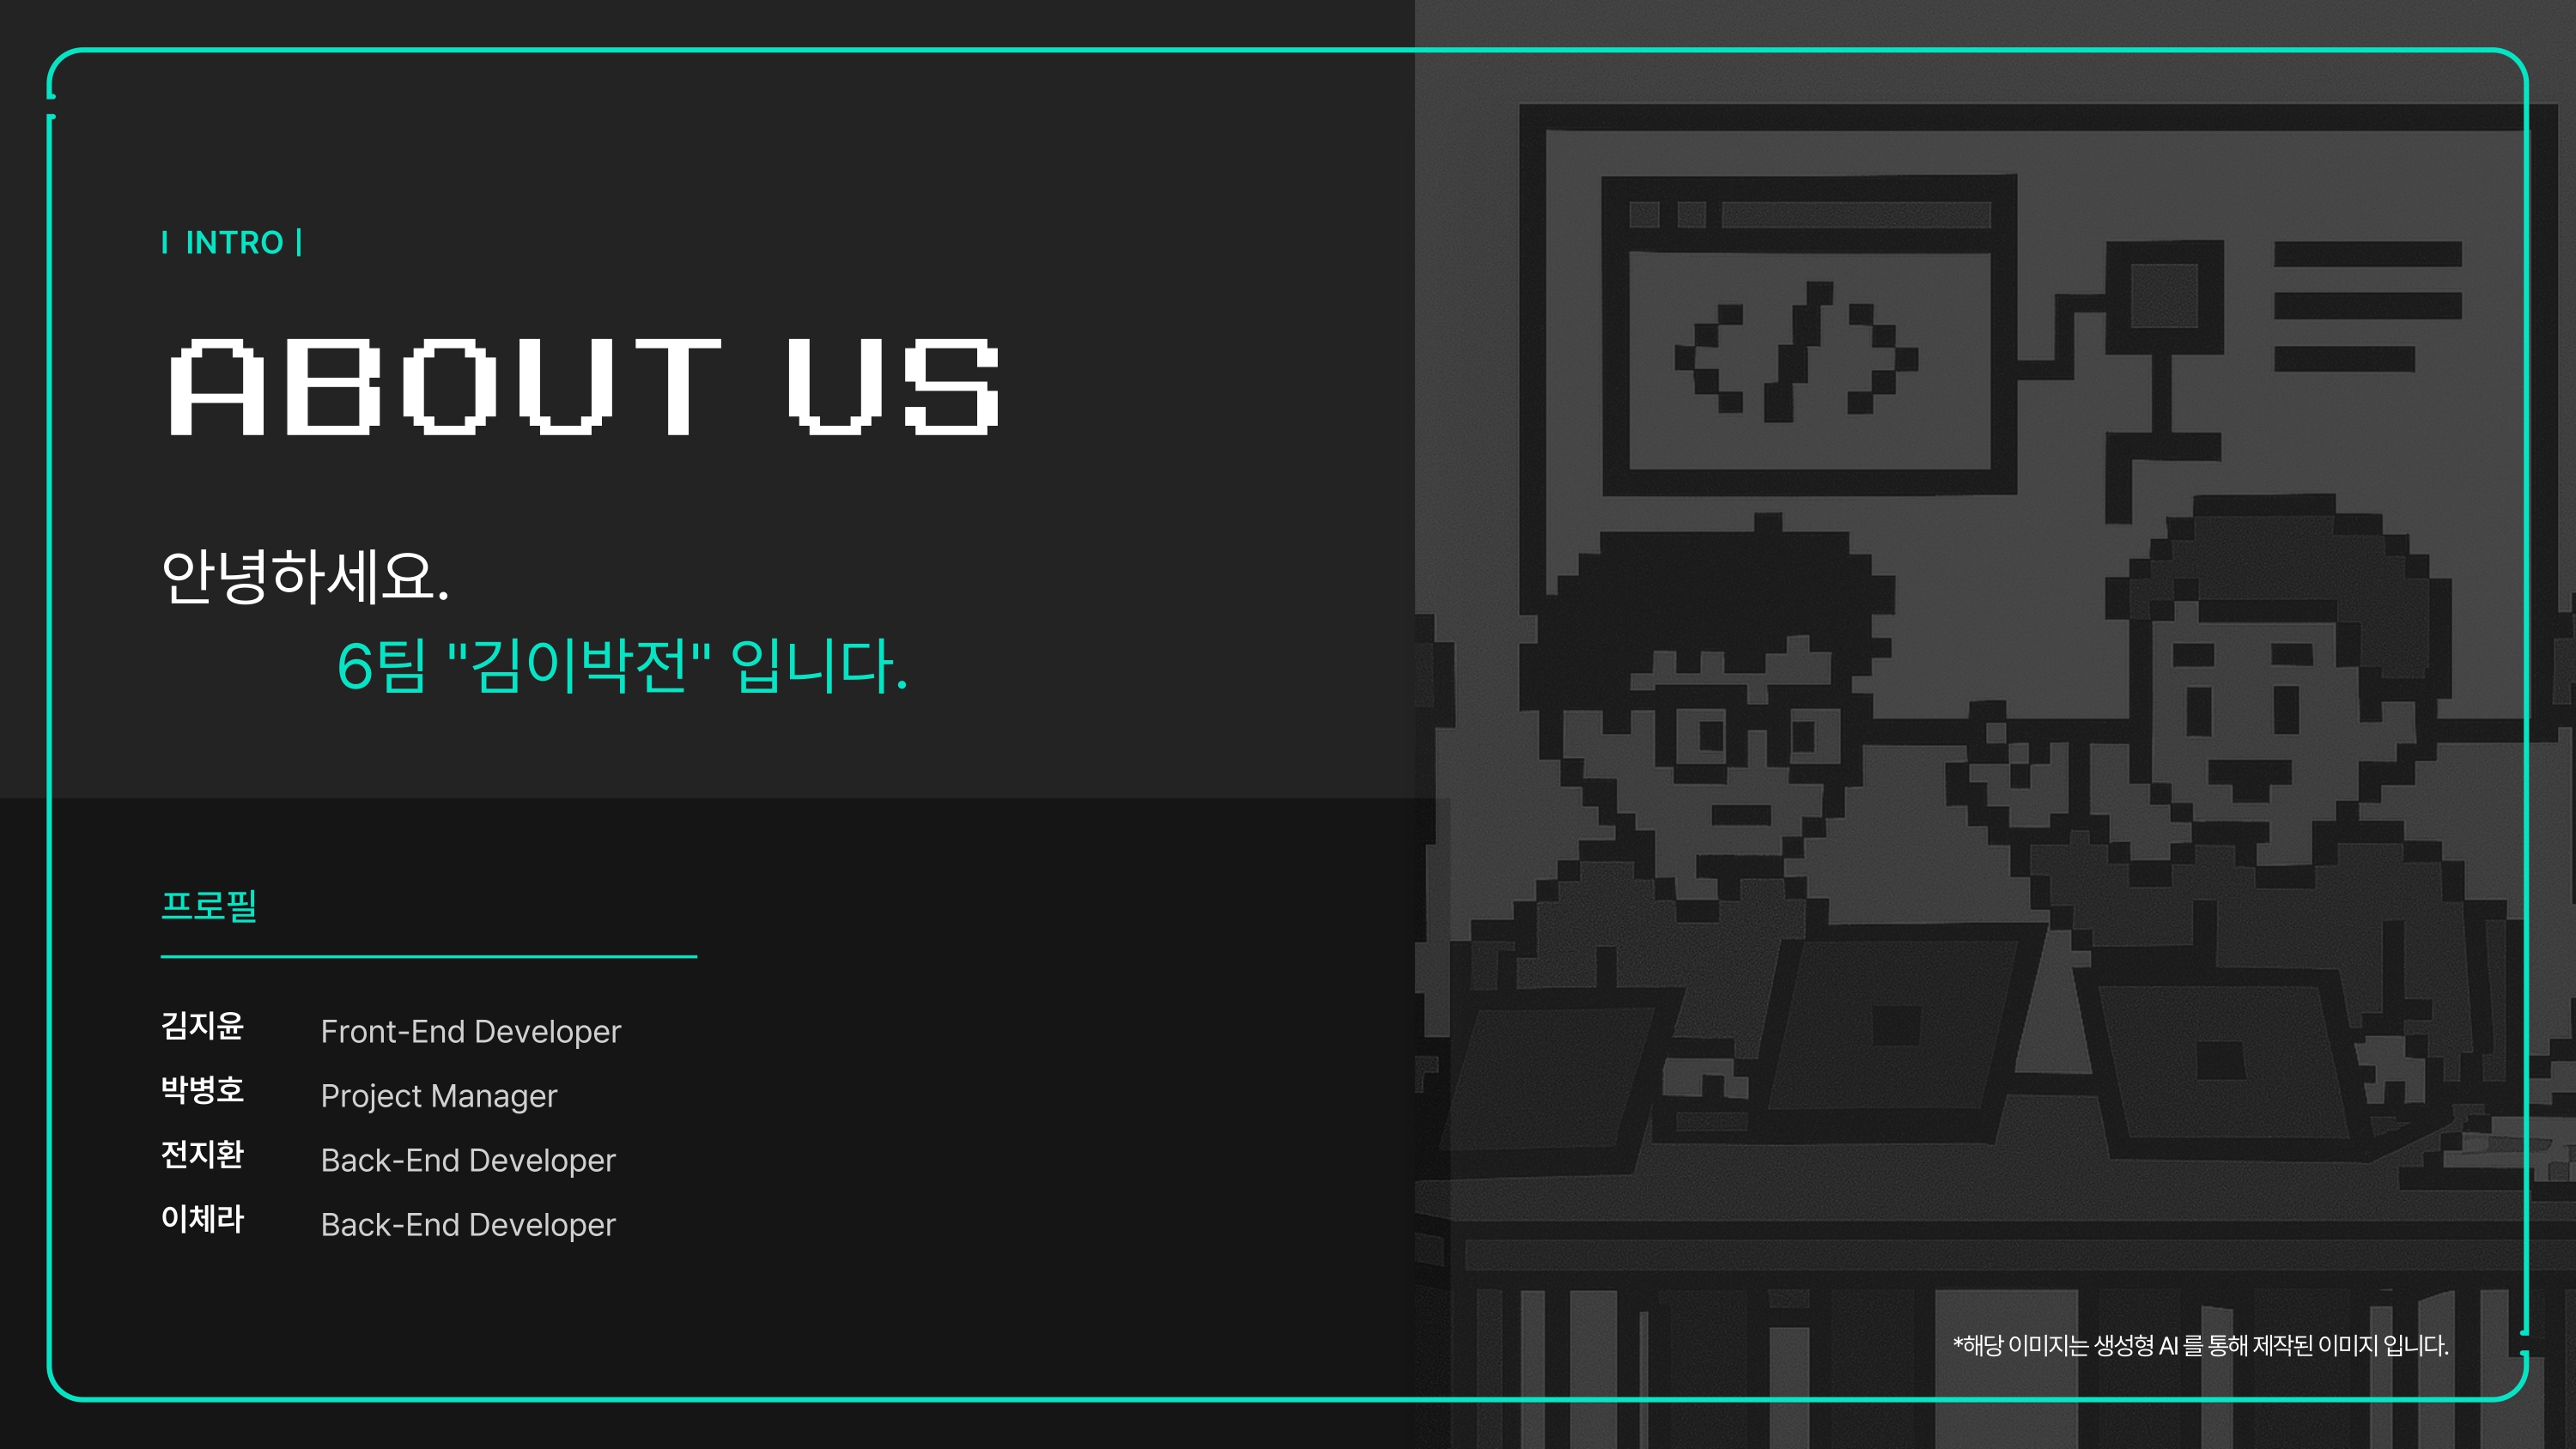 | INTRO |
ABOUT US
안녕하세요.
6팀 "김이박전" 입니다.
프로필
김지윤 Front-End Developer
박병호 Project Manager
전지환 Back-End Developer
이체라 Back-End Developer
*해당 이미지는 생성형 AI 를 통해 제작된 이미지 입니다.